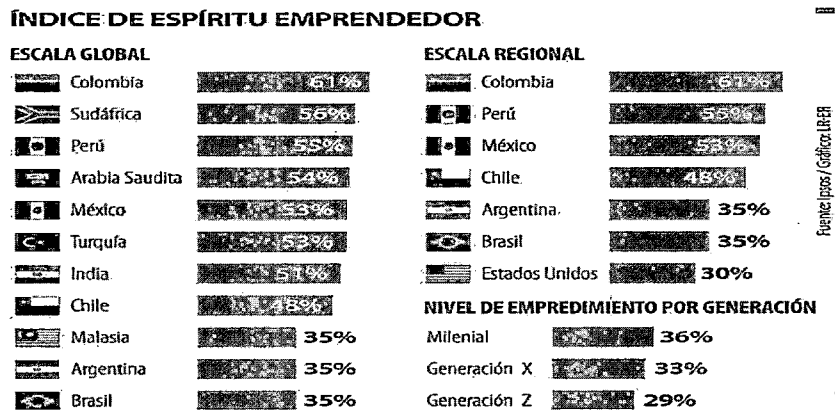 ÍNDICE DE ESPÍRITU EMPRENDEDOR
ESCALA GLOBAL
Colombia 61%
Sudáfrica 56%
Perú 55%
Arabia Saudita 54%
México 53%
Turquía 53%
India 51%
Chile 48%
Malasia 35%
Argentina 35%
Brasil 35%
ESCALA REGIONAL
Colombia 61%
Perú 55%
México 53%
Chile 48%
Argentina 35%
Brasil 35%
Estados Unidos 30%
NIVEL DE EMPREDIMIENTO POR GENERACIÓN
Milenial 36%
Generación X 33%
Generación Z 29%
Fuente: Ipsos / Gráfico: LR-ER